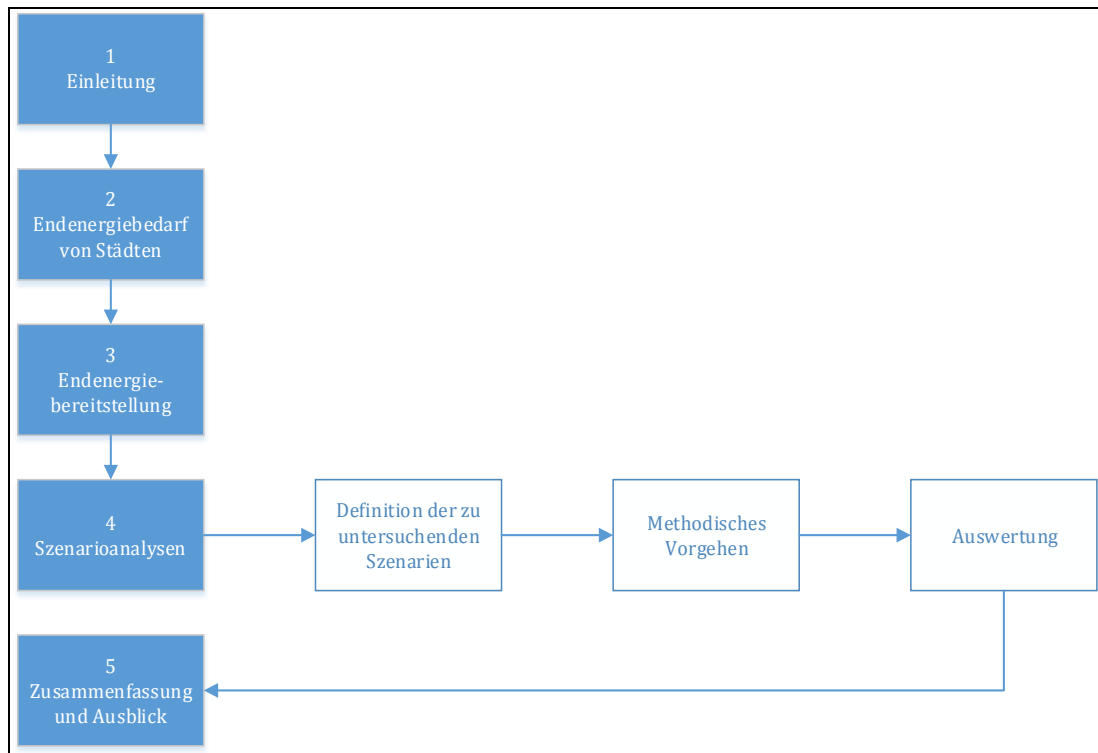 1
Einleitung
2
Endenergiebedarf
von Städten
3
Endenergie-
bereitstellung
4
Szenarioanalysen
Definition der zu
untersuchenden
Szenarien
Methodisches
Vorgehen
Auswertung
5
Zusammenfassung
und Ausblick